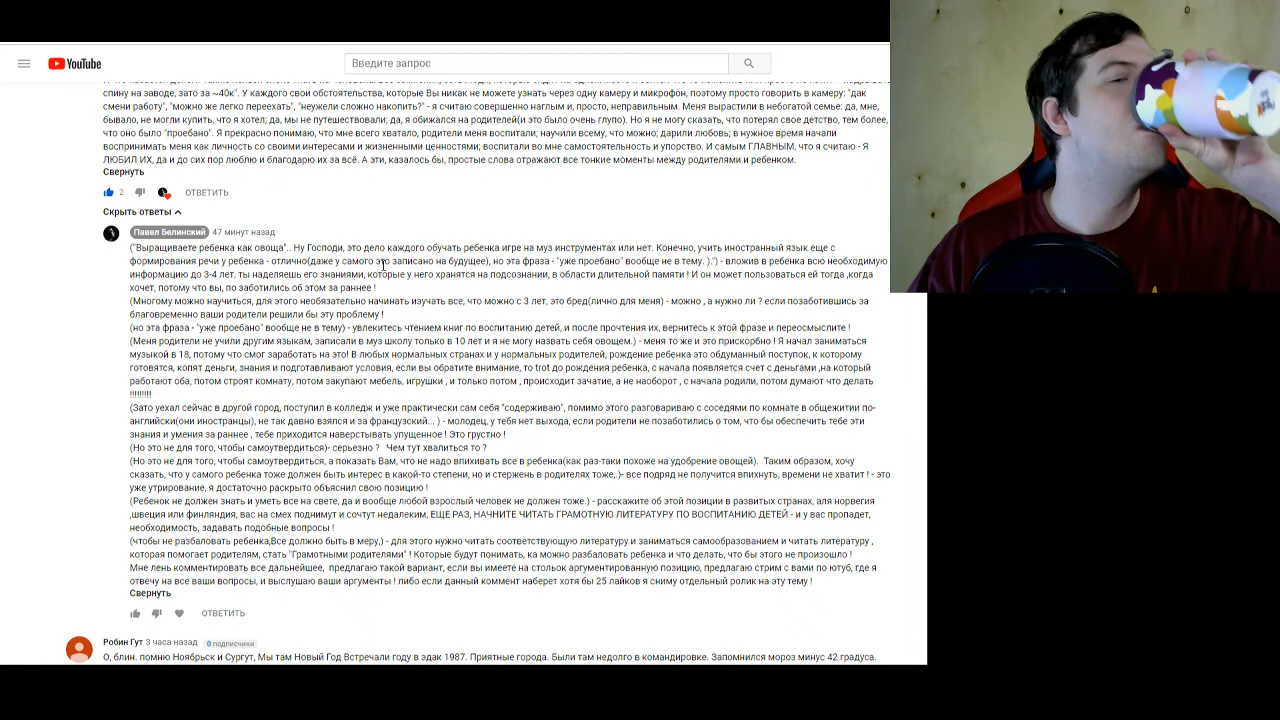 YouTube
Введите запрос
спину на заводе, зато за ~40к". У каждого свои обстоятельства, которые Вы никак не можете узнать через одну камеру и микрофон, поэтому просто говорить в камеру: "дак
смени работу", "можно же легко переехать", "неужели сложно накопить?" - я считаю совершенно наглым и, просто, неправильным. Меня вырастили в небогатой семье: да, мне,
бывало, не могли купить, что я хотел; да, мы не путешествовали; да, я обижался на родителей(и это было очень глупо). Но я не могу сказать, что потерял свое детство, тем более,
что оно было "проебано". Я прекрасно понимаю, что мне всего хватало, родители меня воспитали; научили всему, что можно; дарили любовь; в нужное время начали
воспринимать меня как личность со своими интересами и жизненными ценностями; воспитали во мне самостоятельность и упорство. И самым ГЛАВНЫМ, что я считаю - Я
ЛЮБИЛ ИХ, да и до сих пор люблю и благодарю их за всё. А эти, казалось бы, простые слова отражают все тонкие моменты между родителями и ребенком.
Свернуть
2 ОТВЕТИТЬ
Скрыть ответы
Павел Белинский 47 минут назад
("Выращиваете ребенка как овоща".. Ну Господи, это дело каждого обучать ребенка игре на муз инструментах или нет. Конечно, учить иностранный язык еще с
формирования речи у ребенка - отлично(даже у самого это записано на будущее), но эта фраза - "уже проебано" вообще не в тему. ).") - вложив в ребенка всю необходимую
информацию до 3-4 лет, ты наделяешь его знаниями, которые у него хранятся на подсознании, в области длительной памяти ! И он может пользоваться ей тогда ,когда
хочет, потому что вы, по заботились об этом за раннее !
(Многому можно научиться, для этого необязательно начинать изучать все, что можно с 3 лет, это бред(лично для меня) - можно , а нужно ли ? если позаботившись за
благовременно ваши родители решили бы эту проблему !
(но эта фраза - "уже проебано" вообще не в тему) - увлекитесь чтением книг по воспитанию детей, и после прочтения их, вернитесь к этой фразе и переосмыслите !
(Меня родители не учили другим языкам, записали в муз школу только в 10 лет и я не могу назвать себя овощем.) - меня то же и это прискорбно ! Я начал заниматься
музыкой в 18, потому что смог заработать на это! В любых нормальных странах и у нормальных родителей, рождение ребенка это обдуманный поступок, к которому
готовятся, копят деньги, знания и подготавливают условия, если вы обратите внимание, то trot до рождения ребенка, с начала появляется счет с деньгами ,на который
работают оба, потом строят комнату, потом закупают мебель, игрушки , и только потом , происходит зачатие, а не наоборот , с начала родили, потом думают что делать
!!!!!!!!!
(Зато уехал сейчас в другой город, поступил в колледж и уже практически сам себя "содерживаю", помимо этого разговариваю с соседями по комнате в общежитии по-
английски(они иностранцы), не так давно взялся и за французский... ) - молодец, у тебя нет выхода, если родители не позаботились о том, что бы обеспечить тебе эти
знания и умения за раннее , тебе приходится наверстывать упущенное ! Это грустно !
(Но это не для того, чтобы самоутвердиться)- серьезно ? Чем тут хвалиться то ?
(Но это не для того, чтобы самоутвердиться, а показать Вам, что не надо впихивать все в ребенка(как раз-таки похоже на удобрение овощей). Таким образом, хочу
сказать, что у самого ребенка тоже должен быть интерес в какой-то степени, но и стержень в родителях тоже,.)- все подряд не получится впихнуть, времени не хватит ! - это
уже утрирование, я достаточно раскрыто объяснил свою позицию !
(Ребенок не должен знать и уметь все на свете, да и вообще любой взрослый человек не должен тоже.) - расскажите об этой позиции в развитых странах, аля норвегия
,швеция или финляндия, вас на смех поднимут и сочтут недалеким, ЕЩЕ РАЗ, НАЧНИТЕ ЧИТАТЬ ГРАМОТНУЮ ЛИТЕРАТУРУ ПО ВОСПИТАНИЮ ДЕТЕЙ - и у вас пропадет,
необходимость, задавать подобные вопросы !
(чтобы не разбаловать ребенка,Все должно быть в меру,) - для этого нужно читать соответствующую литературу и заниматься самообразованием и читать литературу ,
которая помогает родителям, стать "Грамотными родителями" ! Которые будут понимать, ка можно разбаловать ребенка и что делать, что бы этого не произошло !
Мне лень комментировать все дальнейшее, предлагаю такой вариант, если вы имеете на стольок аргументированную позицию, предлагаю стрим с вами по ютуб, где я
отвечу на все ваши вопросы, и выслушаю ваши аргументы ! либо если данный коммент наберет хотя бы 25 лайков я сниму отдельный ролик на эту тему !
Свернуть
ОТВЕТИТЬ
Робин Гут 3 часа назад 0 подписчики
О, блин. помню Ноябрьск и Сургут, Мы там Новый Год Встречали году в эдак 1987. Приятные города. Были там недолго в командировке. Запомнился мороз минус 42 градуса.